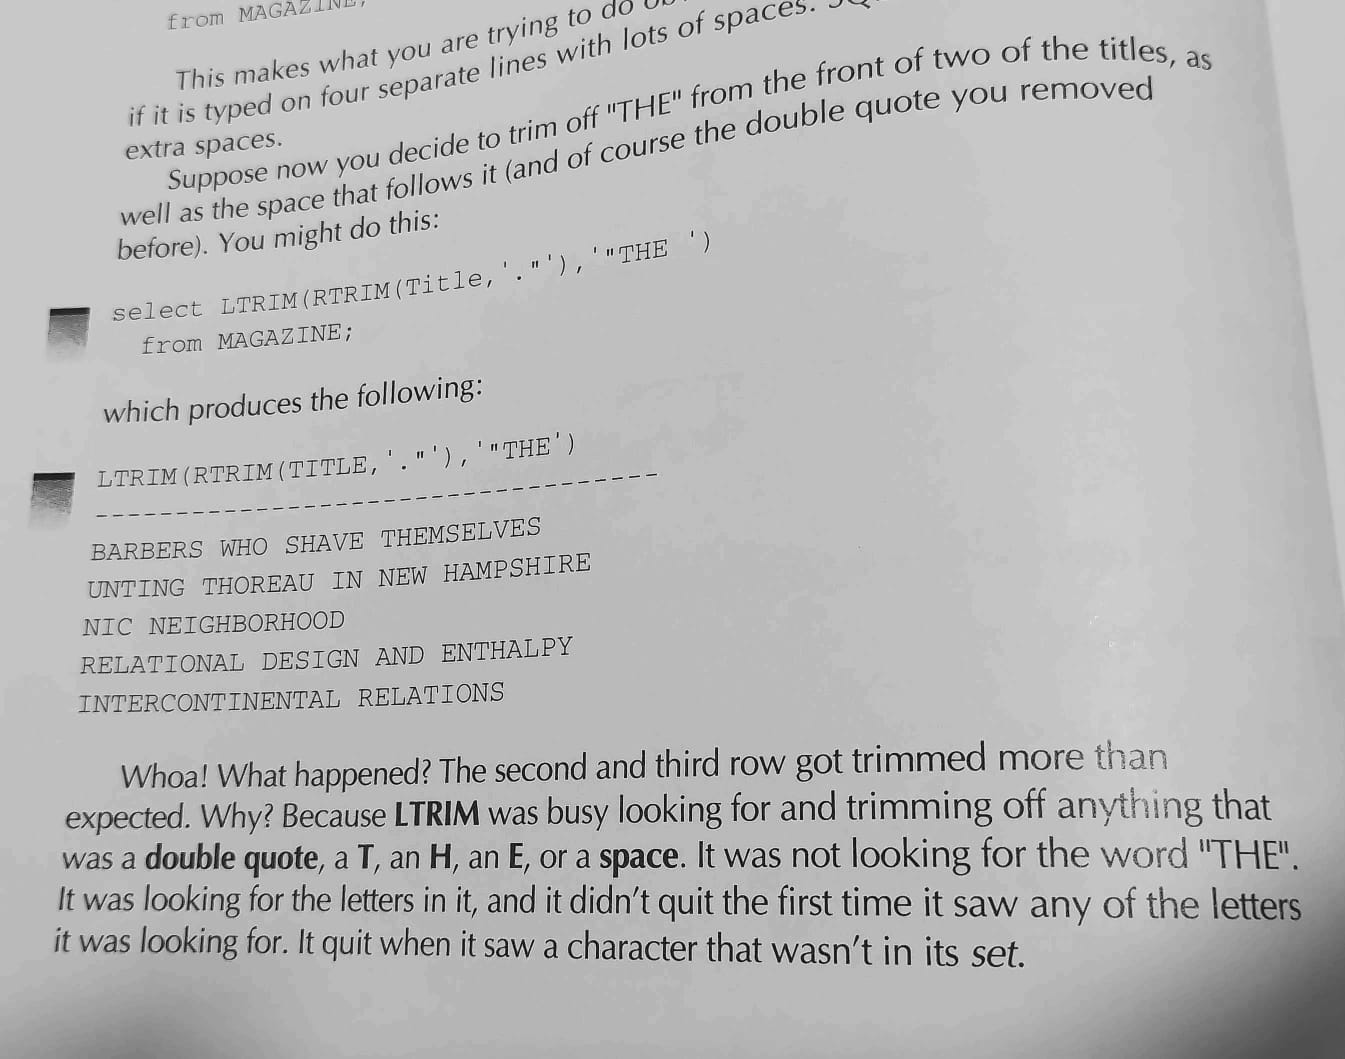 from MAGAZINE;
This makes what you are trying to do
if it is typed on four separate lines with lots of spaces.
extra spaces.
Suppose now you decide to trim off "THE" from the front of two of the titles, as
well as the space that follows it (and of course the double quote you removed
before). You might do this:
select LTRIM(RTRIM(Title,'."'),'"THE ')
from MAGAZINE;
which produces the following:
LTRIM(RTRIM(TITLE,'."'),'"THE')
-----------------------------------
BARBERS WHO SHAVE THEMSELVES
UNTING THOREAU IN NEW HAMPSHIRE
NIC NEIGHBORHOOD
RELATIONAL DESIGN AND ENTHALPY
INTERCONTINENTAL RELATIONS
Whoa! What happened? The second and third row got trimmed more than
expected. Why? Because LTRIM was busy looking for and trimming off anything that
was a double quote, a T, an H, an E, or a space. It was not looking for the word "THE".
It was looking for the letters in it, and it didn't quit the first time it saw any of the letters
it was looking for. It quit when it saw a character that wasn't in its set.